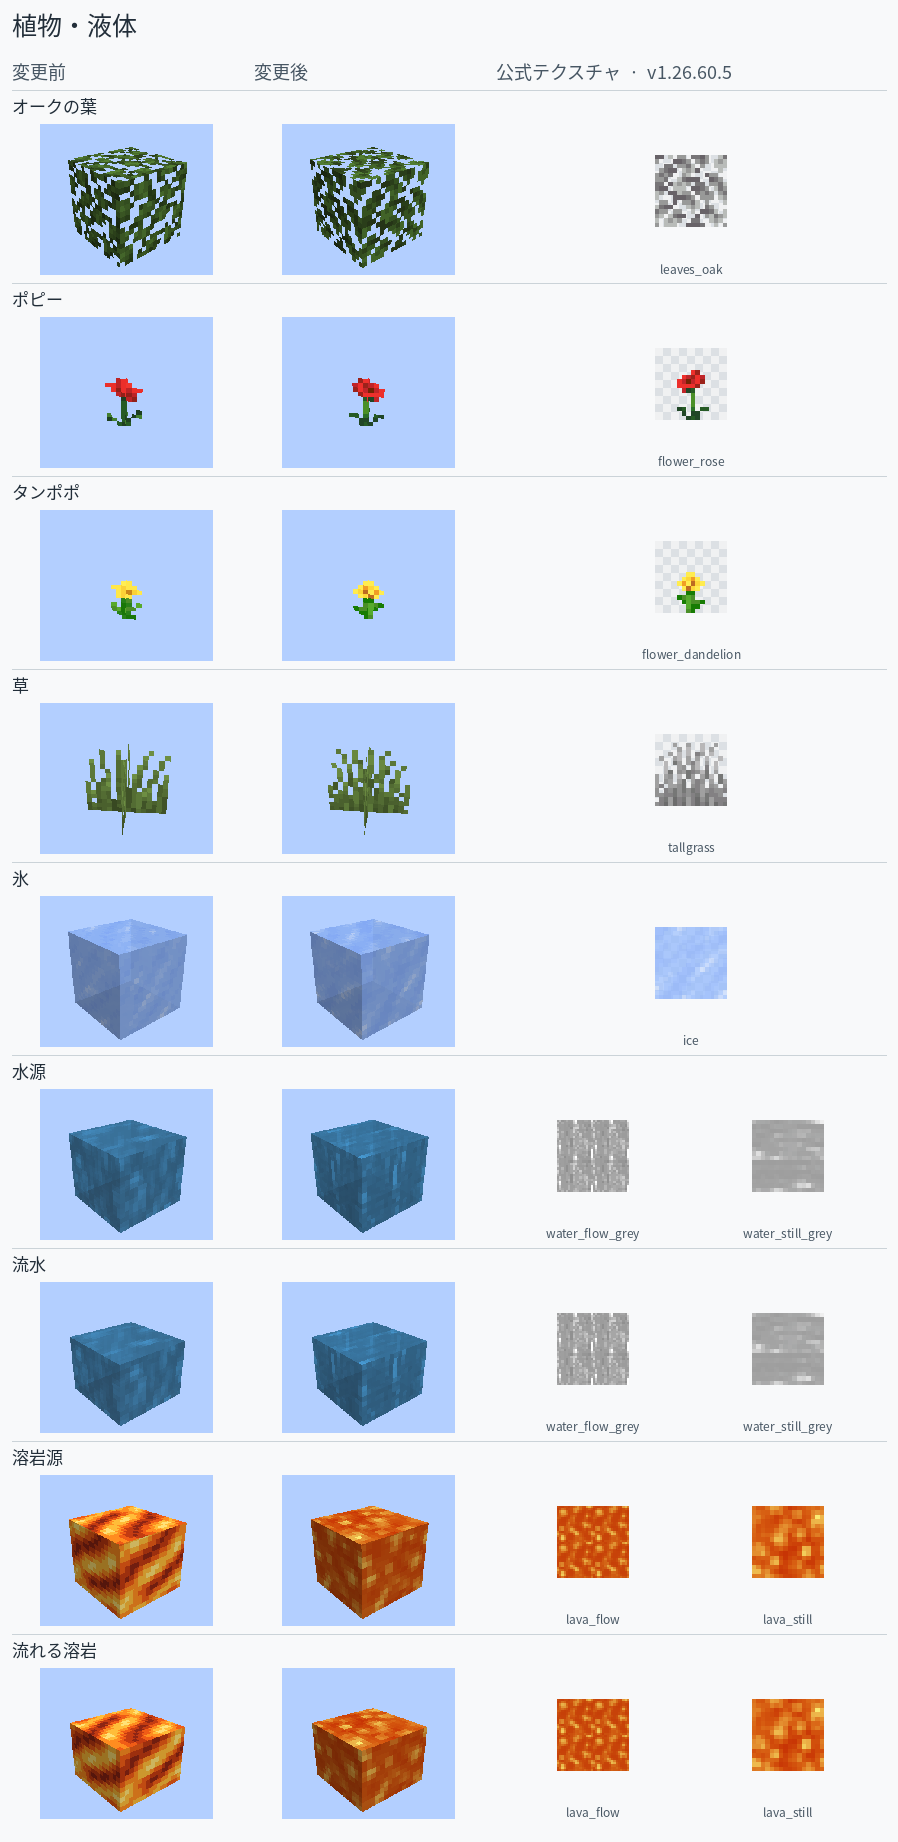 植物・液体
変更前 変更後 公式テクスチャ · v1.26.60.5
オークの葉
leaves_oak
ポピー
flower_rose
タンポポ
flower_dandelion
草
tallgrass
氷
ice
水源
water_flow_grey water_still_grey
流水
water_flow_grey water_still_grey
溶岩源
lava_flow lava_still
流れる溶岩
lava_flow lava_still